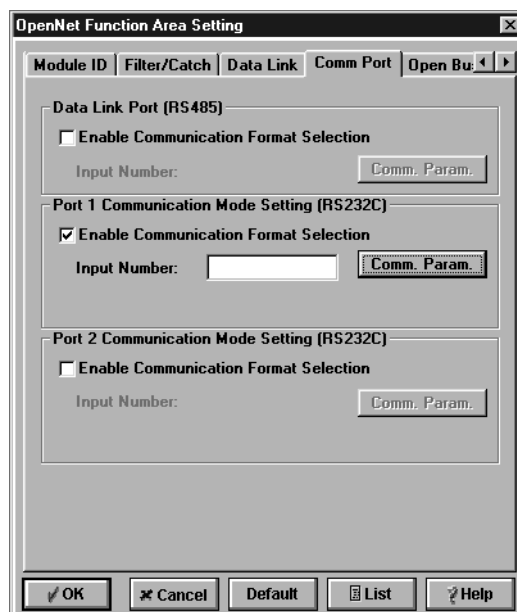 OpenNet Function Area Setting
Module ID Filter/Catch Data Link Comm Port Open Bu
Data Link Port (RS485)
Enable Communication Format Selection
Input Number: Comm. Param.
Port 1 Communication Mode Setting (RS232C)
Enable Communication Format Selection
Input Number: Comm. Param.
Port 2 Communication Mode Setting (RS232C)
Enable Communication Format Selection
Input Number: Comm. Param.
OK Cancel Default List Help